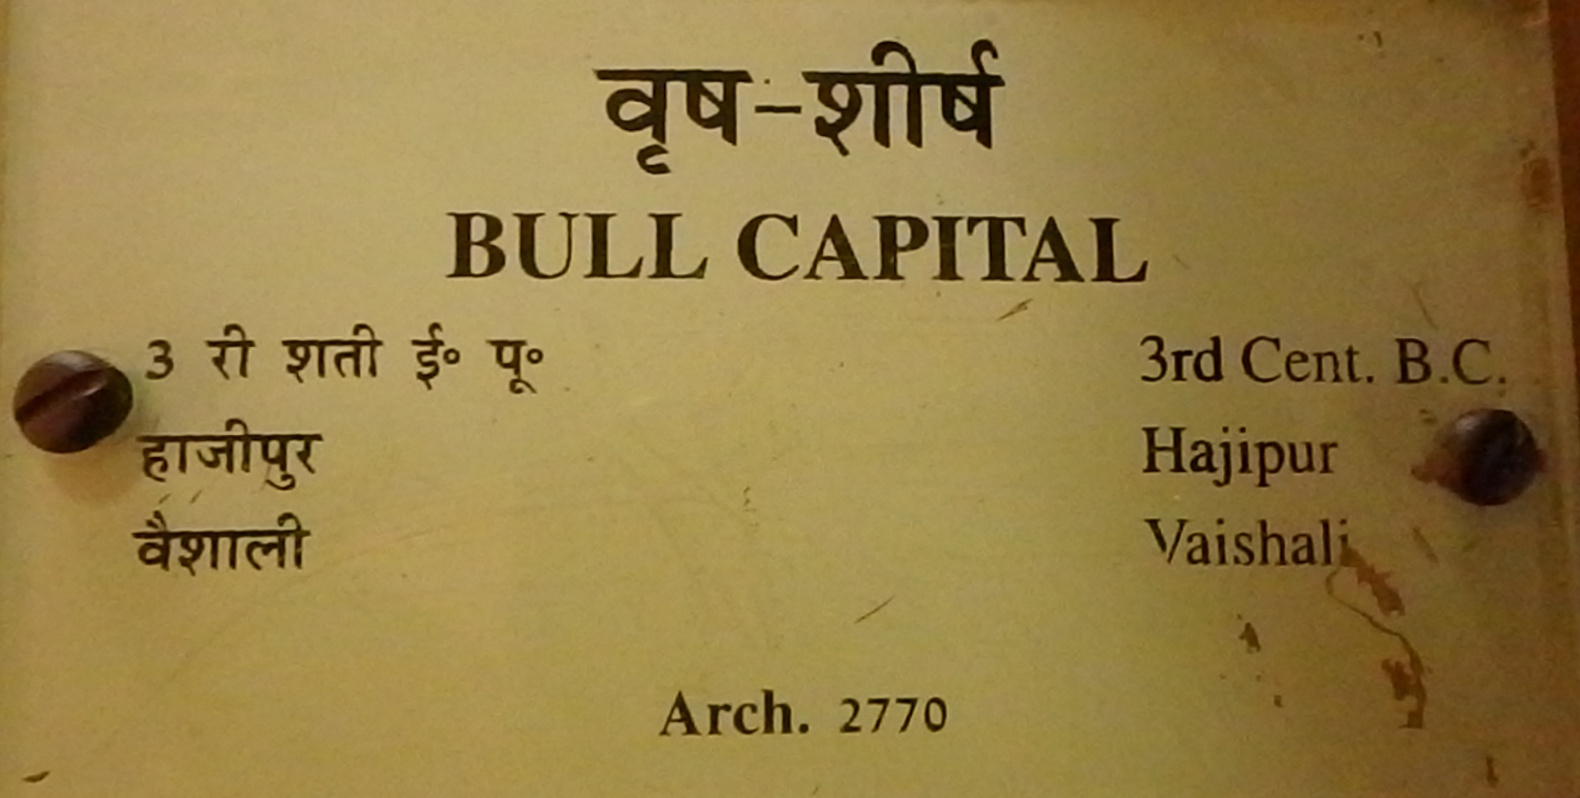 वृष-शीर्ष
BULL CAPITAL
3 री शती ई॰ पू॰ 3rd Cent. B.C.
हाजीपुर Hajipur
वैशाली Vaishali
Arch. 2770